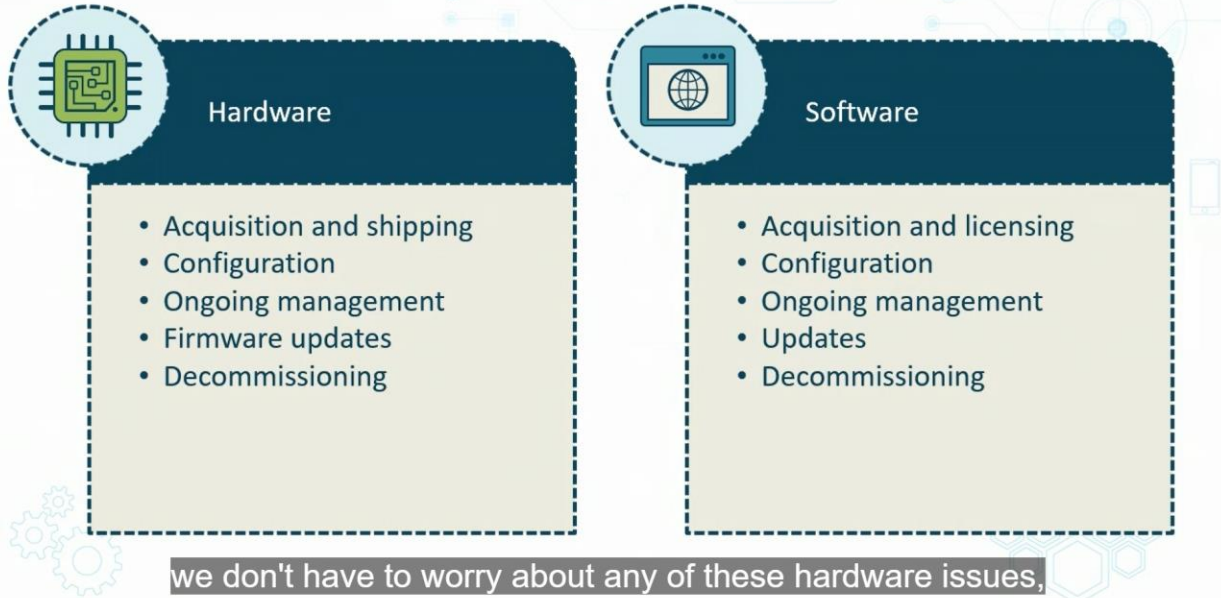 Hardware
• Acquisition and shipping
• Configuration
• Ongoing management
• Firmware updates
• Decommissioning
Software
• Acquisition and licensing
• Configuration
• Ongoing management
• Updates
• Decommissioning
we don't have to worry about any of these hardware issues,